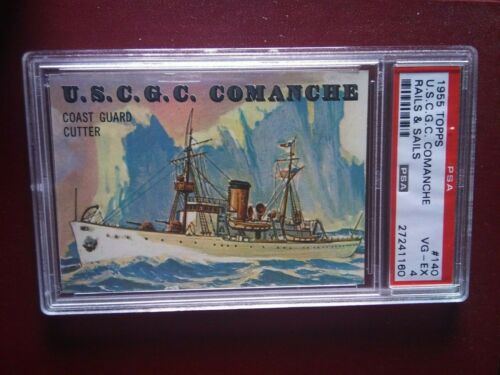 U.S.C.G.C. COMANCHE
COAST GUARD
CUTTER
1955 TOPPS
U.S.C.G.C. COMANCHE
RAILS & SAILS
PSA
PSA
#140
VG-EX
4
27241160